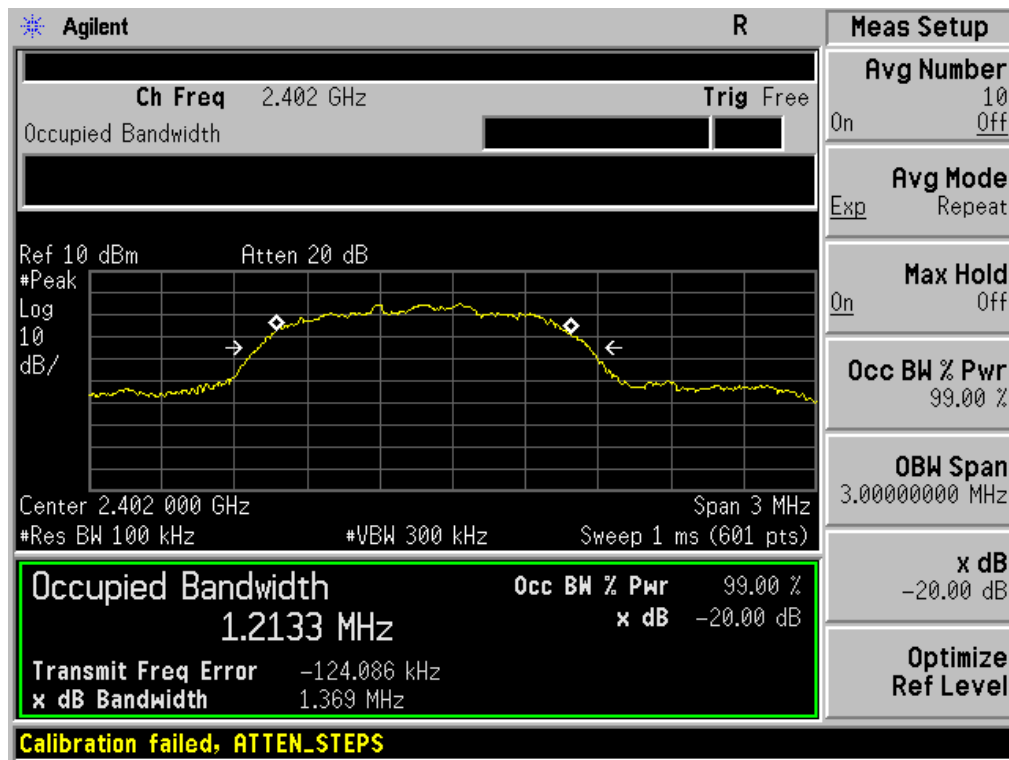 Agilent R Meas Setup
Avg Number
10
On Off
Ch Freq 2.402 GHz Trig Free
Occupied Bandwidth
Avg Mode
Exp Repeat
Ref 10 dBm Atten 20 dB
#Peak
Log
10
dB/
Max Hold
On Off
Occ BW % Pwr
99.00 %
OBW Span
3.00000000 MHz
Center 2.402 000 GHz Span 3 MHz
#Res BW 100 kHz #VBW 300 kHz Sweep 1 ms (601 pts)
Occupied Bandwidth Occ BW % Pwr 99.00 %
1.2133 MHz x dB -20.00 dB
Transmit Freq Error -124.086 kHz
x dB Bandwidth 1.369 MHz
x dB
-20.00 dB
Optimize
Ref Level
Calibration failed, ATTEN_STEPS